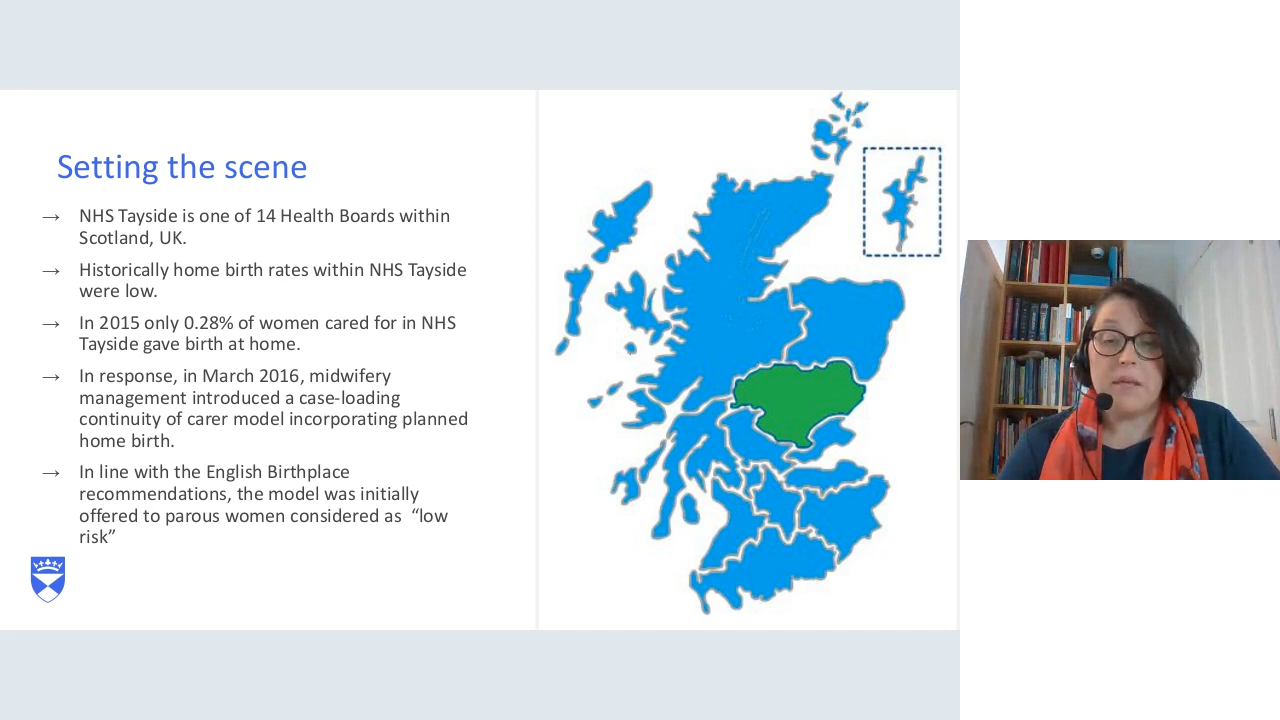 Setting the scene
→ NHS Tayside is one of 14 Health Boards within
Scotland, UK.
→ Historically home birth rates within NHS Tayside
were low.
→ In 2015 only 0.28% of women cared for in NHS
Tayside gave birth at home.
→ In response, in March 2016, midwifery
management introduced a case-loading
continuity of carer model incorporating planned
home birth.
→ In line with the English Birthplace
recommendations, the model was initially
offered to parous women considered as “low
risk”